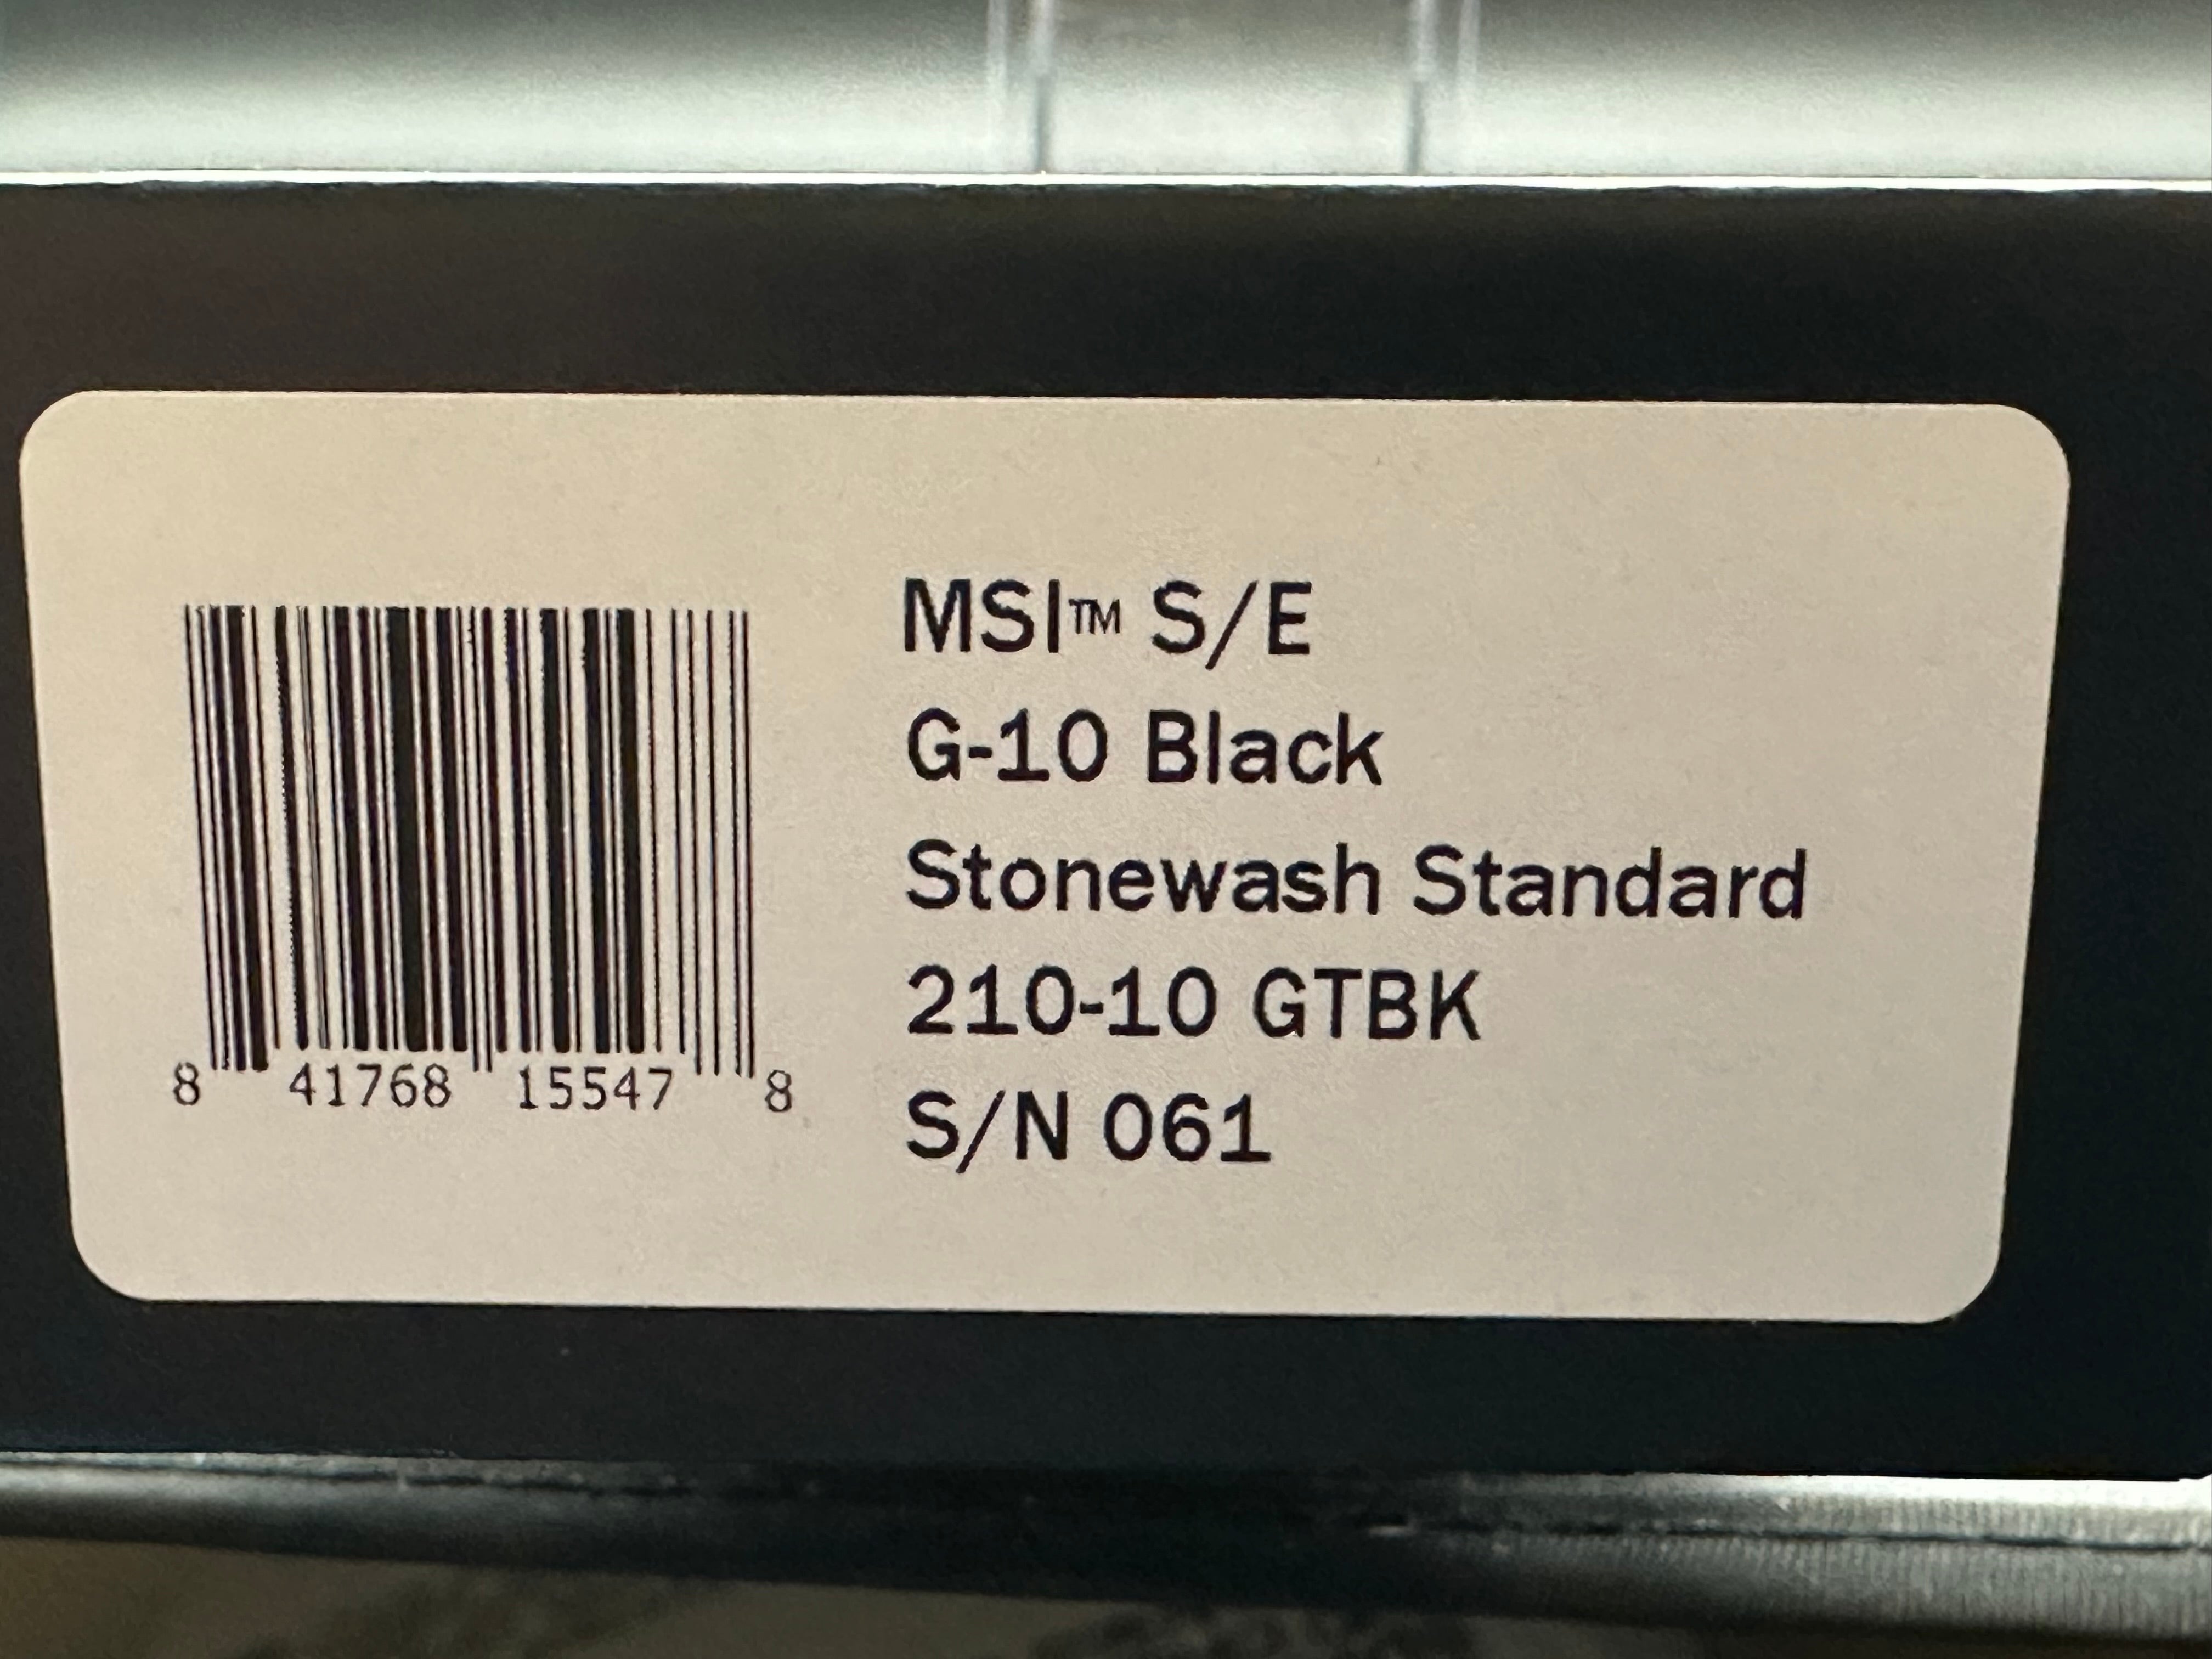 MSI™ S/E
G-10 Black
Stonewash Standard
210-10 GTBK
S/N 061
8 41768 15547 8